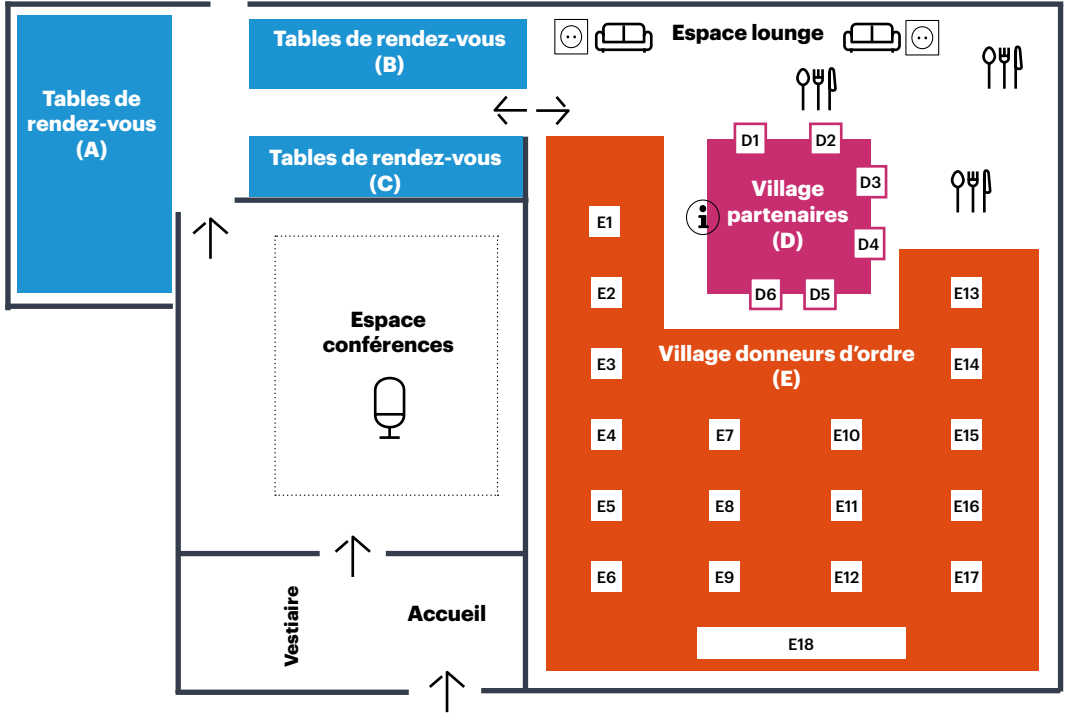 Tables de
rendez-vous
(A)
Tables de rendez-vous
(B)
Tables de rendez-vous
(C)
Espace lounge
D1
D2
D3
D4
D5
D6
Village
partenaires
(D)
i
Espace
conférences
Vestiaire
Accueil
Village donneurs d’ordre
(E)
E1
E2
E3
E4
E5
E6
E7
E8
E9
E10
E11
E12
E13
E14
E15
E16
E17
E18